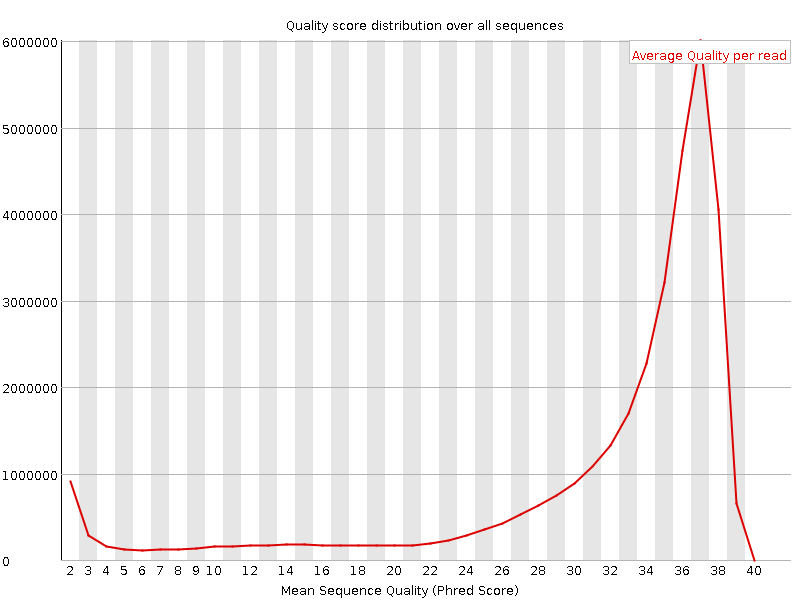 Quality score distribution over all sequences
6000000
Average Quality per read
5000000
4000000
3000000
2000000
1000000
0
2 3 4 5 6 7 8 9 10 12 14 16 18 20 22 24 26 28 30 32 34 36 38 40
Mean Sequence Quality (Phred Score)